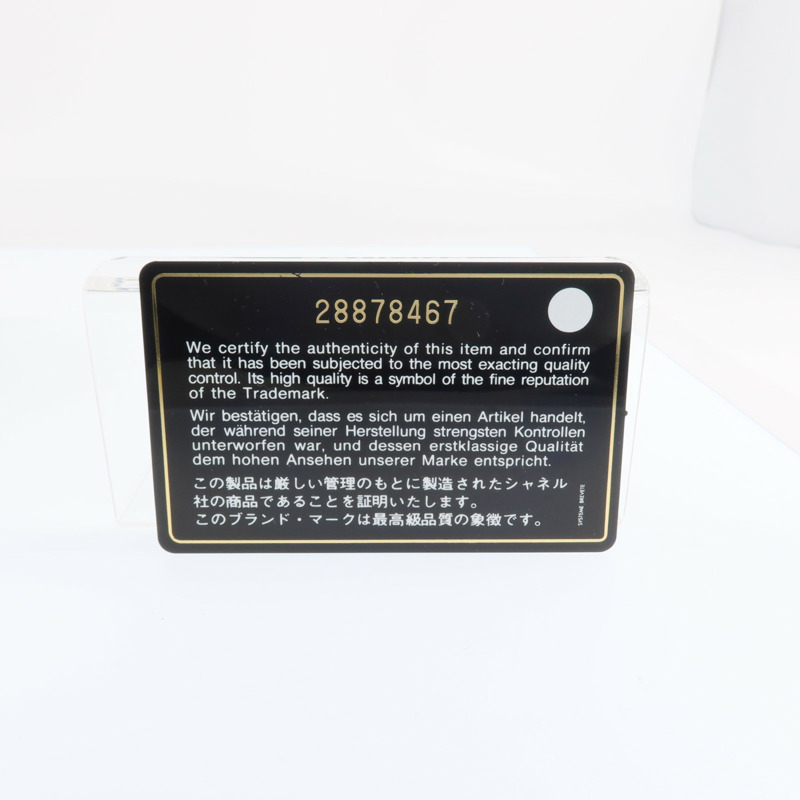 28878467
We certify the authenticity of this item and confirm
that it has been subjected to the most exacting quality
control. Its high quality is a symbol of the fine reputation
of the Trademark.
Wir bestätigen, dass es sich um einen Artikel handelt,
der während seiner Herstellung strengsten Kontrollen
unterworfen war, und dessen erstklassige Qualität
dem hohen Ansehen unserer Marke entspricht.
この製品は厳しい管理のもとに製造されたシャネル
社の商品であることを証明いたします。
このブランド・マークは最高級品質の象徴です。
SYSTEME BREVETE